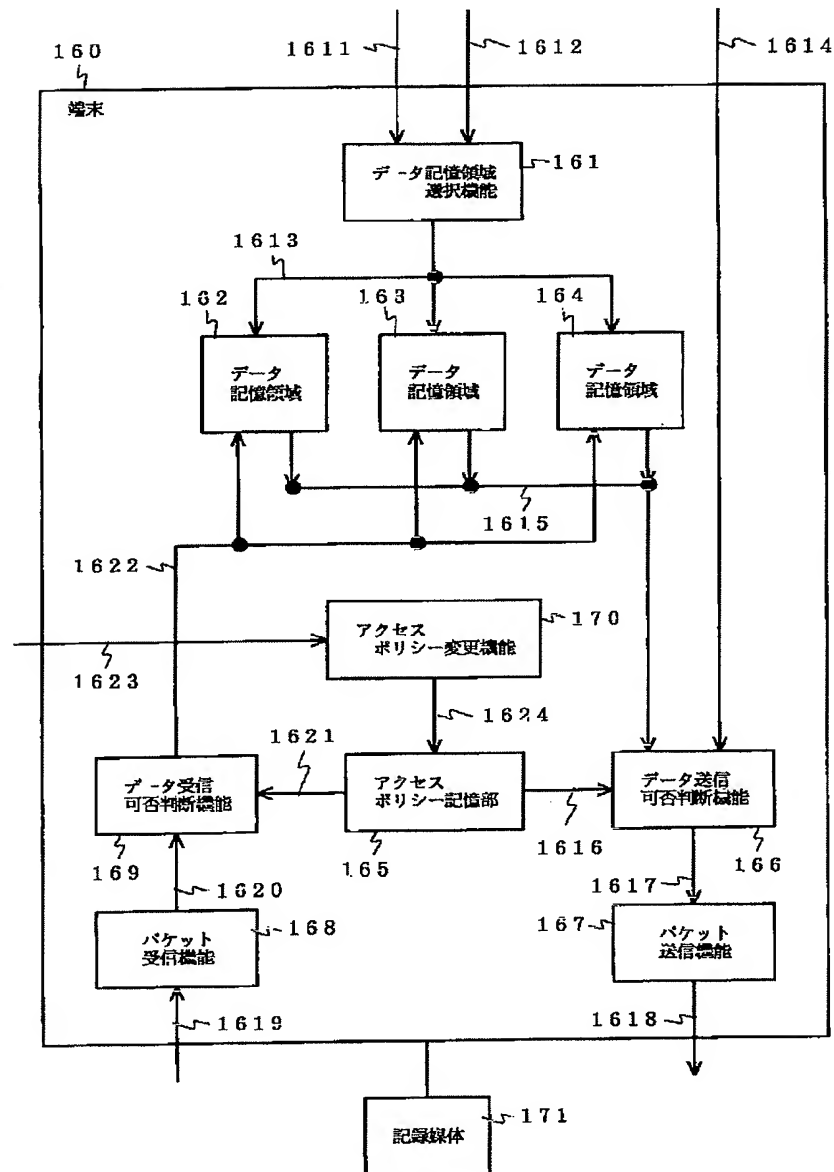 1611
1612
1614
160
端末
データ記憶領域
選択機能
161
1613
162
163
164
データ
記憶領域
データ
記憶領域
データ
記憶領域
1615
1622
アクセス
ポリシー変更機能
170
1623
1624
1621
データ受信
可否判断機能
アクセス
ポリシー記憶部
データ送信
可否判断機能
169
165
1616
166
1620
1617
パケット
受信機能
168
167
パケット
送信機能
1619
1618
記録媒体
171